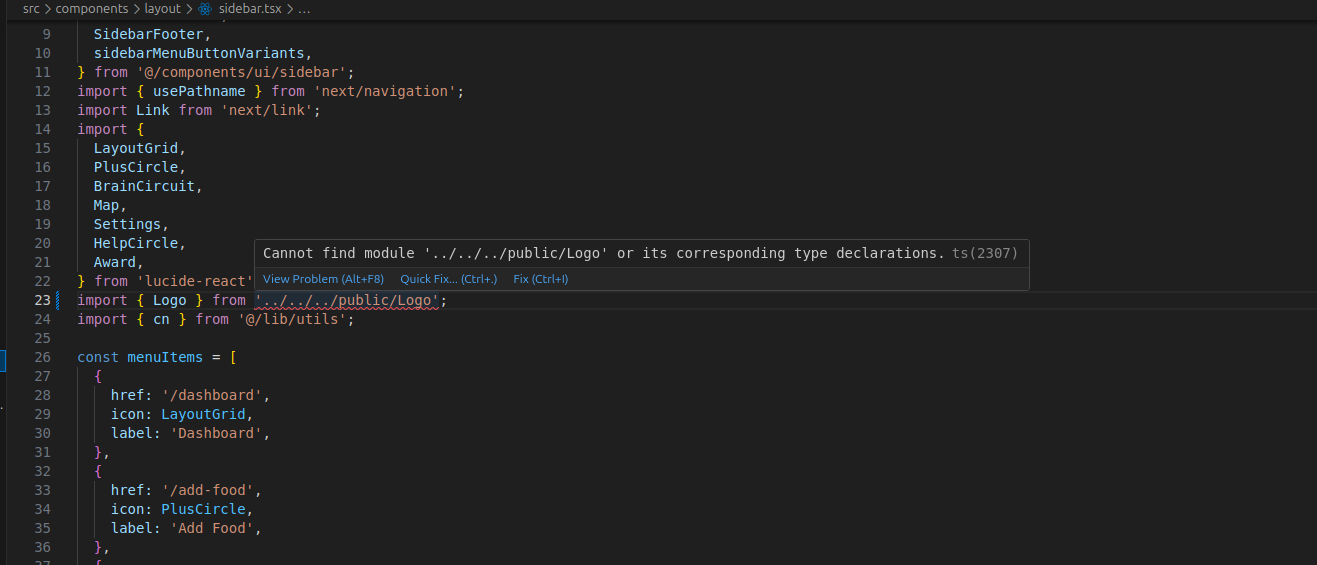 src > components > layout > sidebar.tsx > ...
9 SidebarFooter,
10 sidebarMenuButtonVariants,
11 } from '@/components/ui/sidebar';
12 import { usePathname } from 'next/navigation';
13 import Link from 'next/link';
14 import {
15 LayoutGrid,
16 PlusCircle,
17 BrainCircuit,
18 Map,
19 Settings,
20 HelpCircle,
Cannot find module '../../../public/Logo' or its corresponding type declarations. ts(2307)
21 Award,
View Problem (Alt+F8) Quick Fix... (Ctrl+.) Fix (Ctrl+I)
22 } from 'lucide-react'
23 import { Logo } from '../../../public/Logo';
24 import { cn } from '@/lib/utils';
25
26 const menuItems = [
27 {
28 href: '/dashboard',
29 icon: LayoutGrid,
30 label: 'Dashboard',
31 },
32 {
33 href: '/add-food',
34 icon: PlusCircle,
35 label: 'Add Food',
36 },
37 {